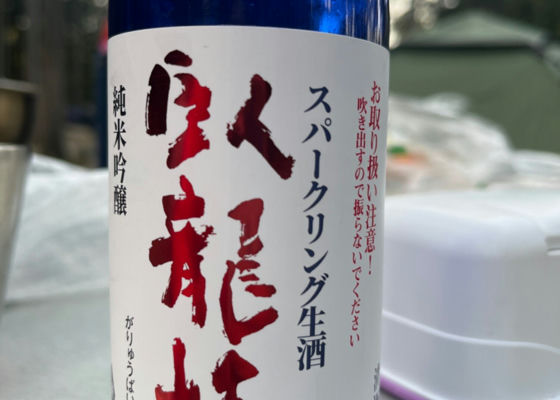 お取り扱い注意！
吹き出すので振らないでください
スパークリング生酒
臥龍
純米吟醸
がりゅうばい